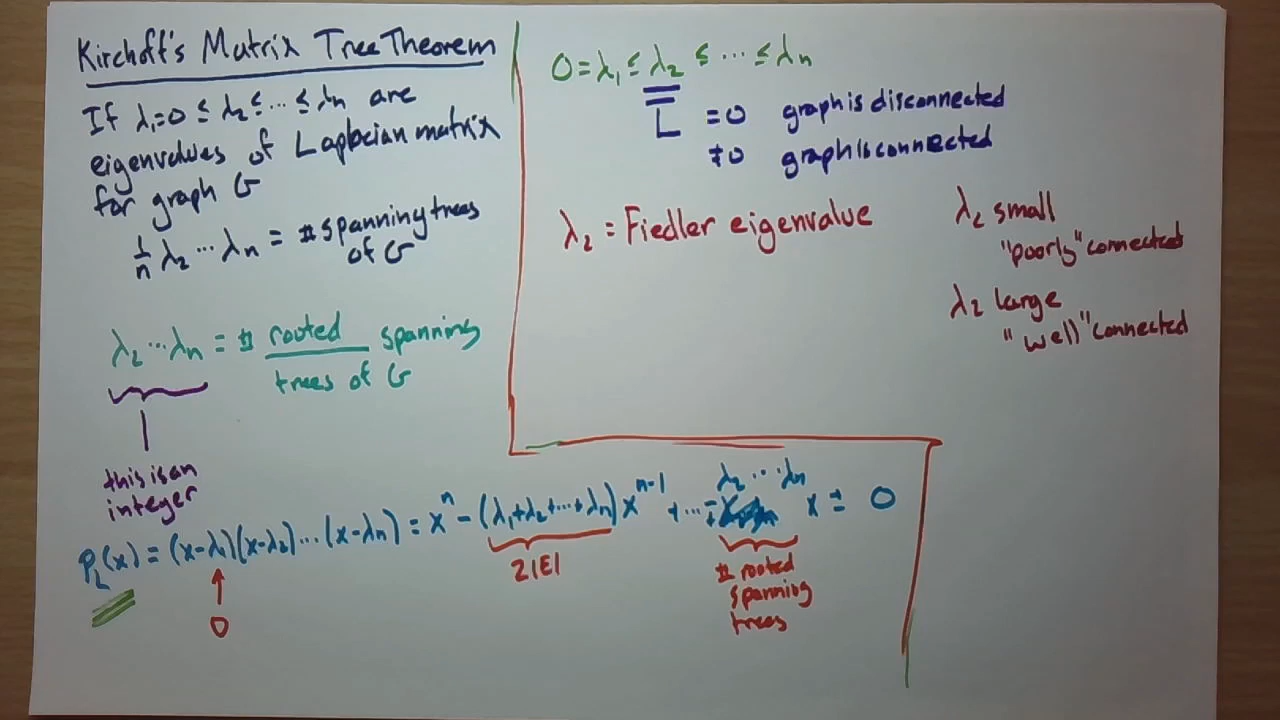 Kirchoff's Matrix Tree Theorem
If λ₁=0 ≤ λ₂ ≤ ··· ≤ λn are
eigenvalues of Laplacian matrix
for graph G
1/n λ₂ ··· λn = # spanning trees
of G
λ₂ ··· λn = # rooted spanning
trees of G
this is an
integer
0 = λ₁ ≤ λ₂ ≤ ··· ≤ λn
= 0 graph is disconnected
≠ 0 graph is connected
λ₂ = Fiedler eigenvalue
λ₂ small
"poorly" connected
λ₂ large
"well" connected
P_L(x) = (x-λ₁)(x-λ₂)···(x-λn) = xⁿ - (λ₁+λ₂+···+λn)xⁿ⁻¹ + ··· ∓ λ₂ ··· λn x ± 0
0
2|E|
# rooted
spanning
trees